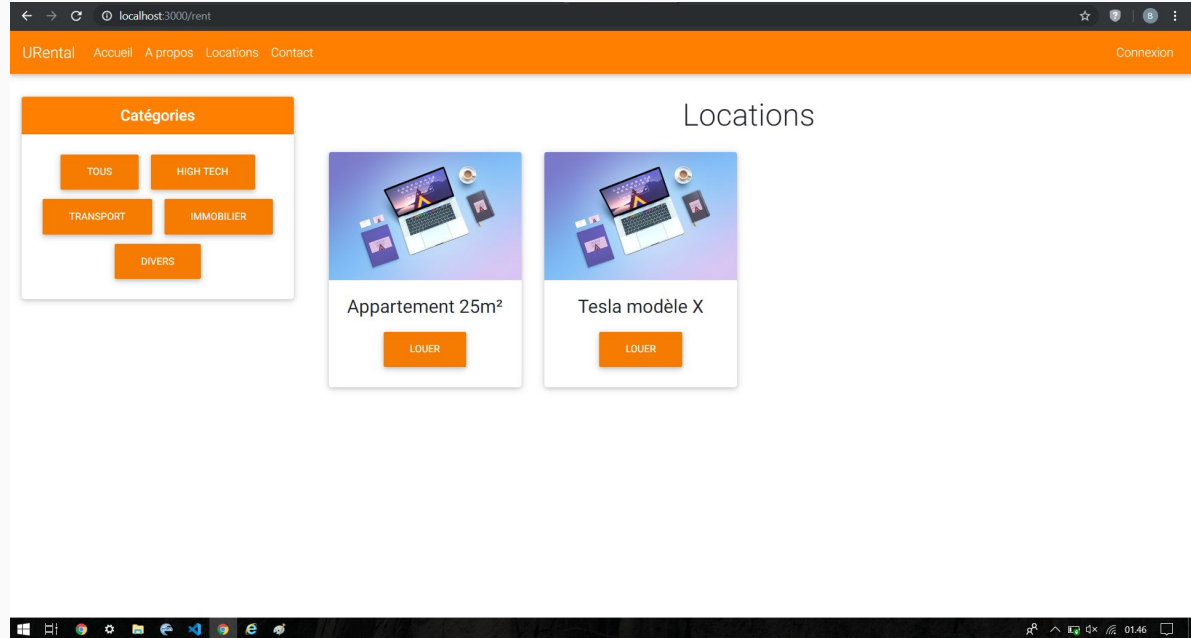 localhost:3000/rent
B
URental Accueil A propos Locations Contact Connexion
Catégories
TOUS HIGH TECH
TRANSPORT IMMOBILIER
DIVERS
Locations
Appartement 25m² Tesla modèle X
LOUER LOUER
01.46